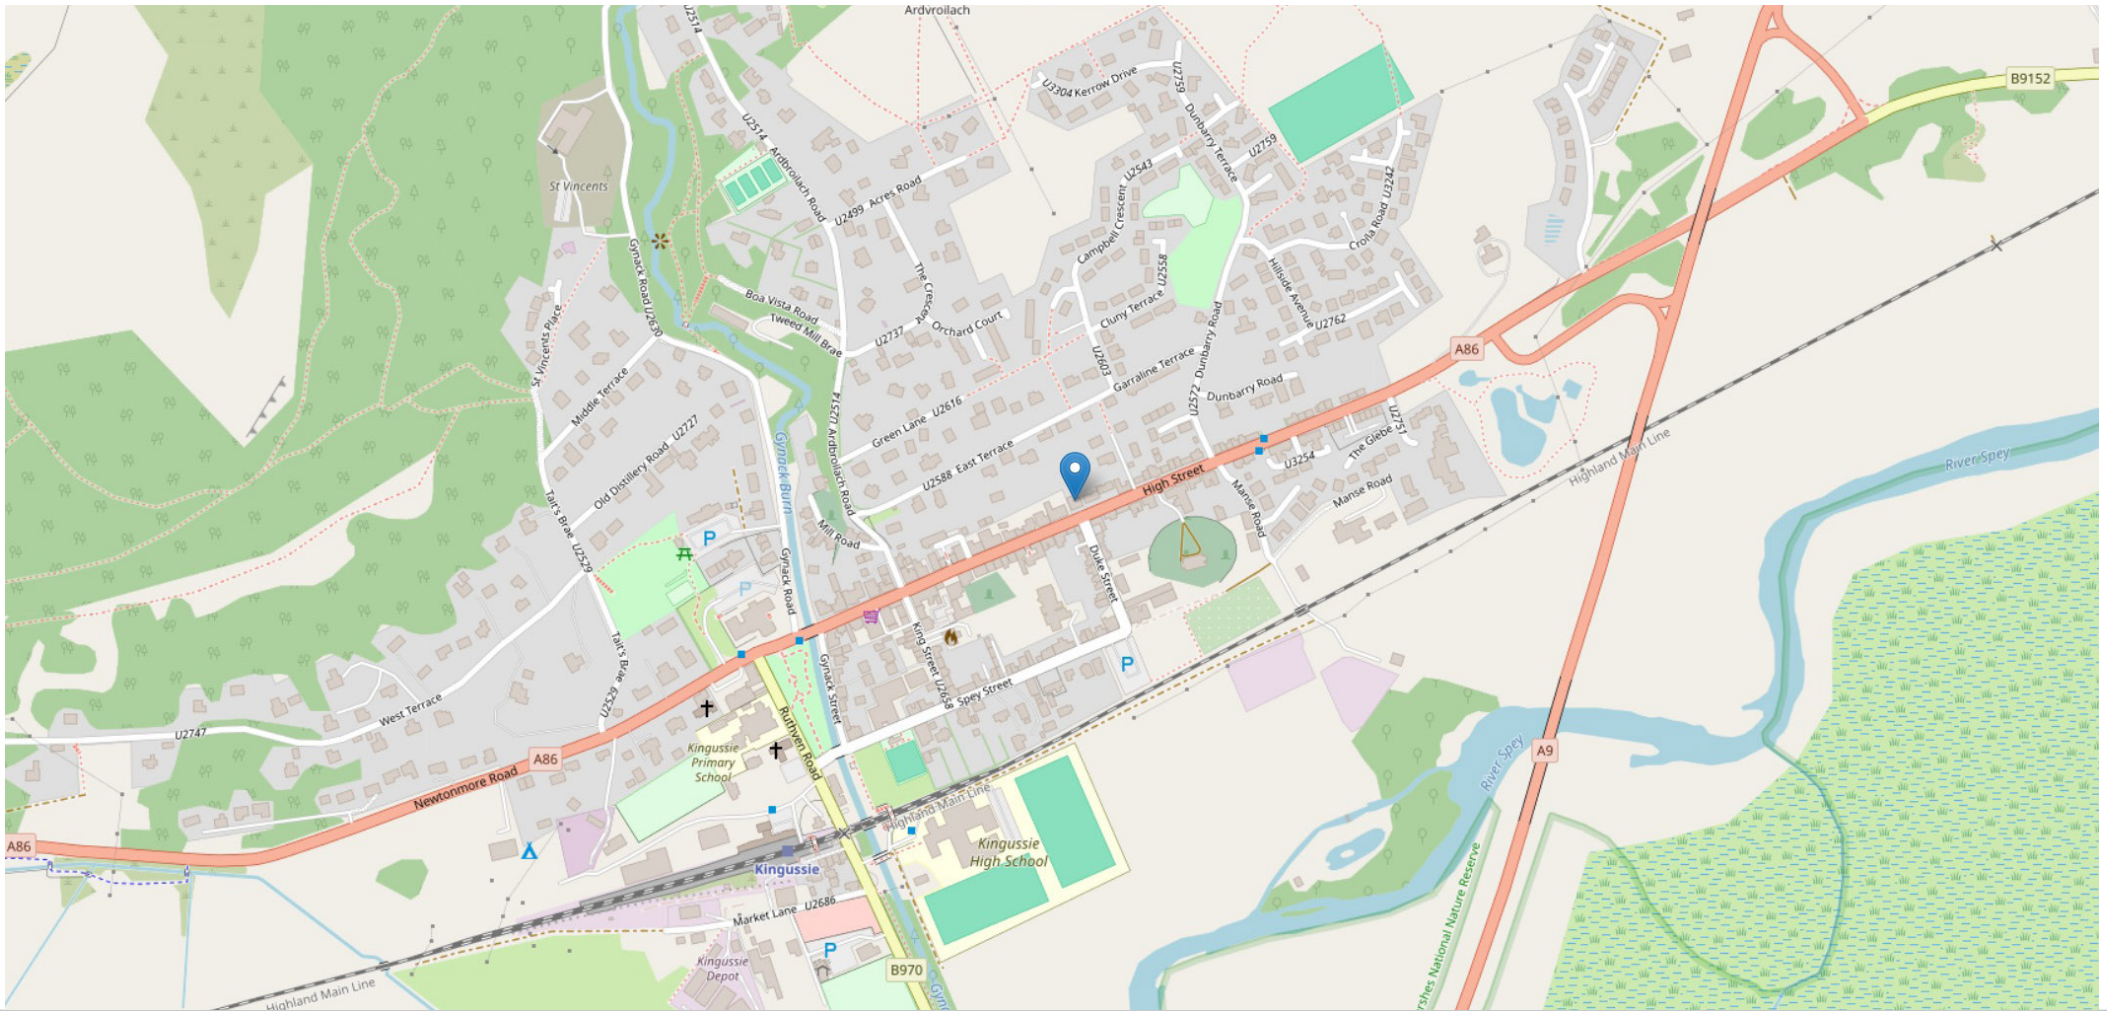 Ardvroilach
U2514
B9152
U3304 Kerrow Drive
U2759
Dunbarry Terrace
U2759
U2514
Ardbroilach Road
U2543
Campbell Crescent
U3242
Croila Road
St Vincents
U2499 Acres Road
Gynack Road U2630
The Crescent
U2558
Hillside Avenue
Boa Vista Road
Tweed Mill Brae
U2737
Orchard Court
Cluny Terrace
U2762
St Vincents Place
A86
U2603
Dunbarry Road
Garraline Terrace
Middle Terrace
U2572
Dunbarry Road
U2514
Ardbroilach Road
Green Lane U2616
U2751
The Glebe
Old Distillery Road U2727
Gynack Burn
U2588 East Terrace
U3254
Highland Main Line
River Spey
High Street
Manse Road
Manse Road
Tait's Brae
U2529
P
Mill Road
Gynack Road
Duke Street
P
King Street U2658
Tait's Brae
U2529
Gynack Street
P
Spey Street
West Terrace
U2747
Ruthven Road
A86
Kingussie
Primary
School
A9
River Spey
Newtonmore Road
Highland Main Line
A86
Kingussie
High School
Kingussie
Market Lane U2686
P
Kingussie
Depot
B970
Gyn
Highland Main Line
rshes National Nature Reserve